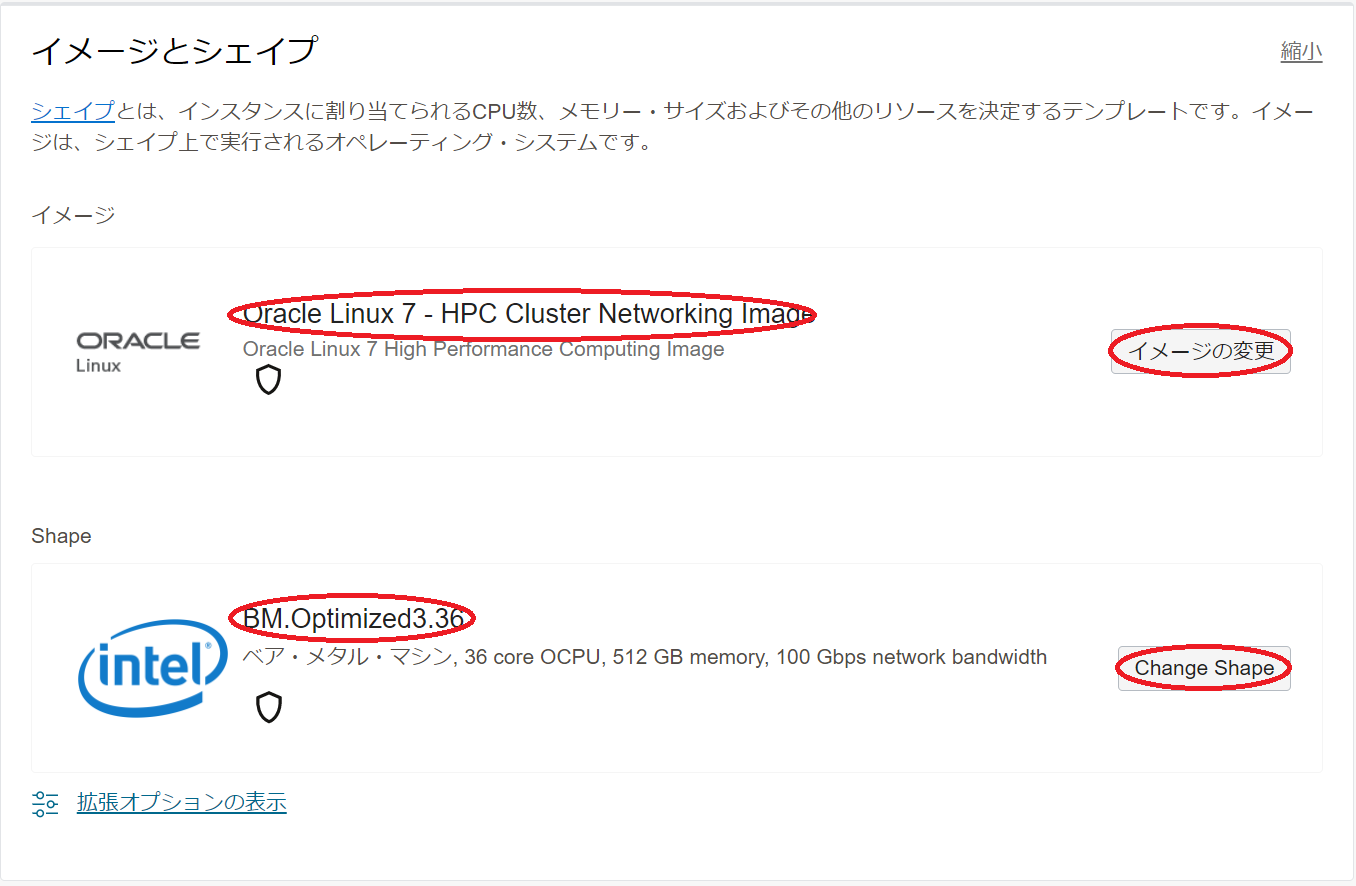 イメージとシェイプ
縮小
シェイプとは、インスタンスに割り当てられるCPU数、メモリー・サイズおよびその他のリソースを決定するテンプレートです。イメー
ジは、シェイプ上で実行されるオペレーティング・システムです。
イメージ
ORACLE
Linux
Oracle Linux 7 - HPC Cluster Networking Image
Oracle Linux 7 High Performance Computing Image
イメージの変更
Shape
intel®
BM.Optimized3.36
ベア・メタル・マシン, 36 core OCPU, 512 GB memory, 100 Gbps network bandwidth
Change Shape
拡張オプションの表示